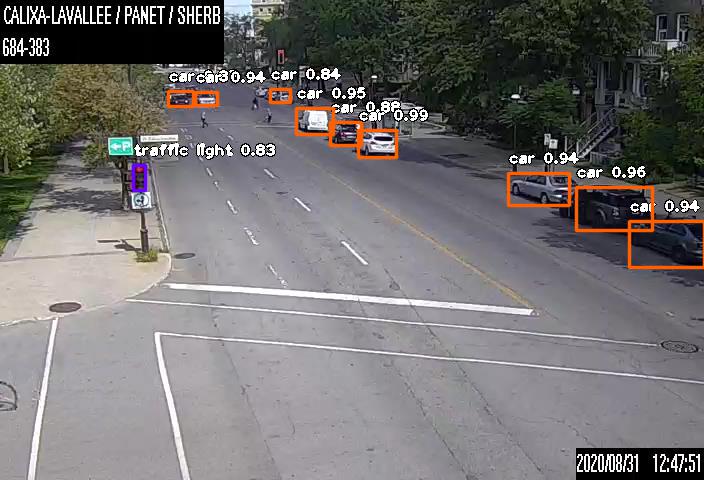 CALIXA-LAVALLEE / PANET / SHERB
684-383
car 0.94
car 0.84
car 0.95
car 0.88
car 0.99
traffic light 0.83
P
car 0.94
car 0.96
car 0.94
2020/08/31 12:47:51